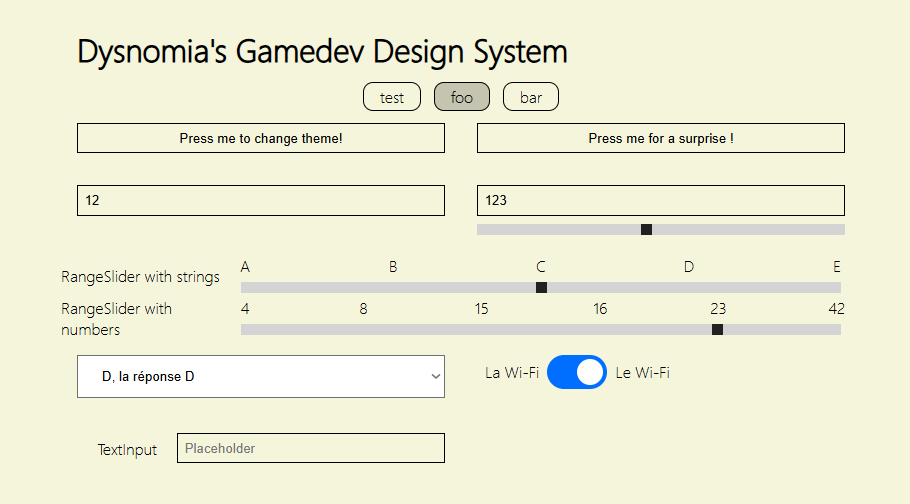 Dysnomia's Gamedev Design System
test foo bar
Press me to change theme! Press me for a surprise !
12 123
A B C D E
RangeSlider with strings
RangeSlider with numbers
4 8 15 16 23 42
D, la réponse D
La Wi-Fi Le Wi-Fi
TextInput Placeholder